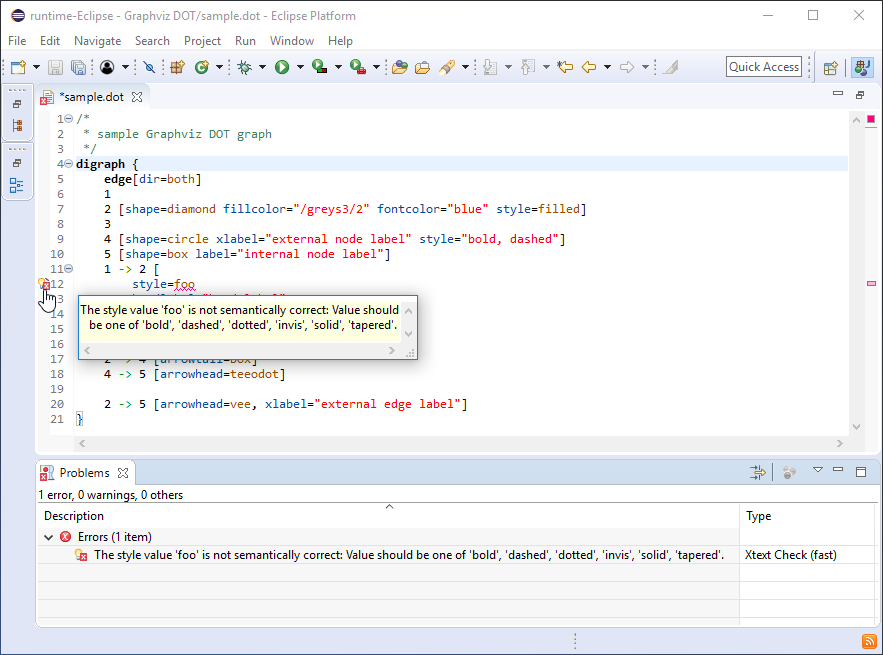 runtime-Eclipse - Graphviz DOT/sample.dot - Eclipse Platform
File Edit Navigate Search Project Run Window Help
Quick Access
*sample.dot
1 /*
2 * sample Graphviz DOT graph
3 */
4 digraph {
5 edge[dir=both]
6 1
7 2 [shape=diamond fillcolor="/greys3/2" fontcolor="blue" style=filled]
8 3
9 4 [shape=circle xlabel="external node label" style="bold, dashed"]
10 5 [shape=box label="internal node label"]
11 1 -> 2 [
12 style=foo
13
The style value 'foo' is not semantically correct: Value should
be one of 'bold', 'dashed', 'dotted', 'invis', 'solid', 'tapered'.
14
15
16
17 2 -> 4 [arrowtail=box]
18 4 -> 5 [arrowhead=teeodot]
19
20 2 -> 5 [arrowhead=vee, xlabel="external edge label"]
21 }
Problems
1 error, 0 warnings, 0 others
Description Type
Errors (1 item)
The style value 'foo' is not semantically correct: Value should be one of 'bold', 'dashed', 'dotted', 'invis', 'solid', 'tapered'. Xtext Check (fast)